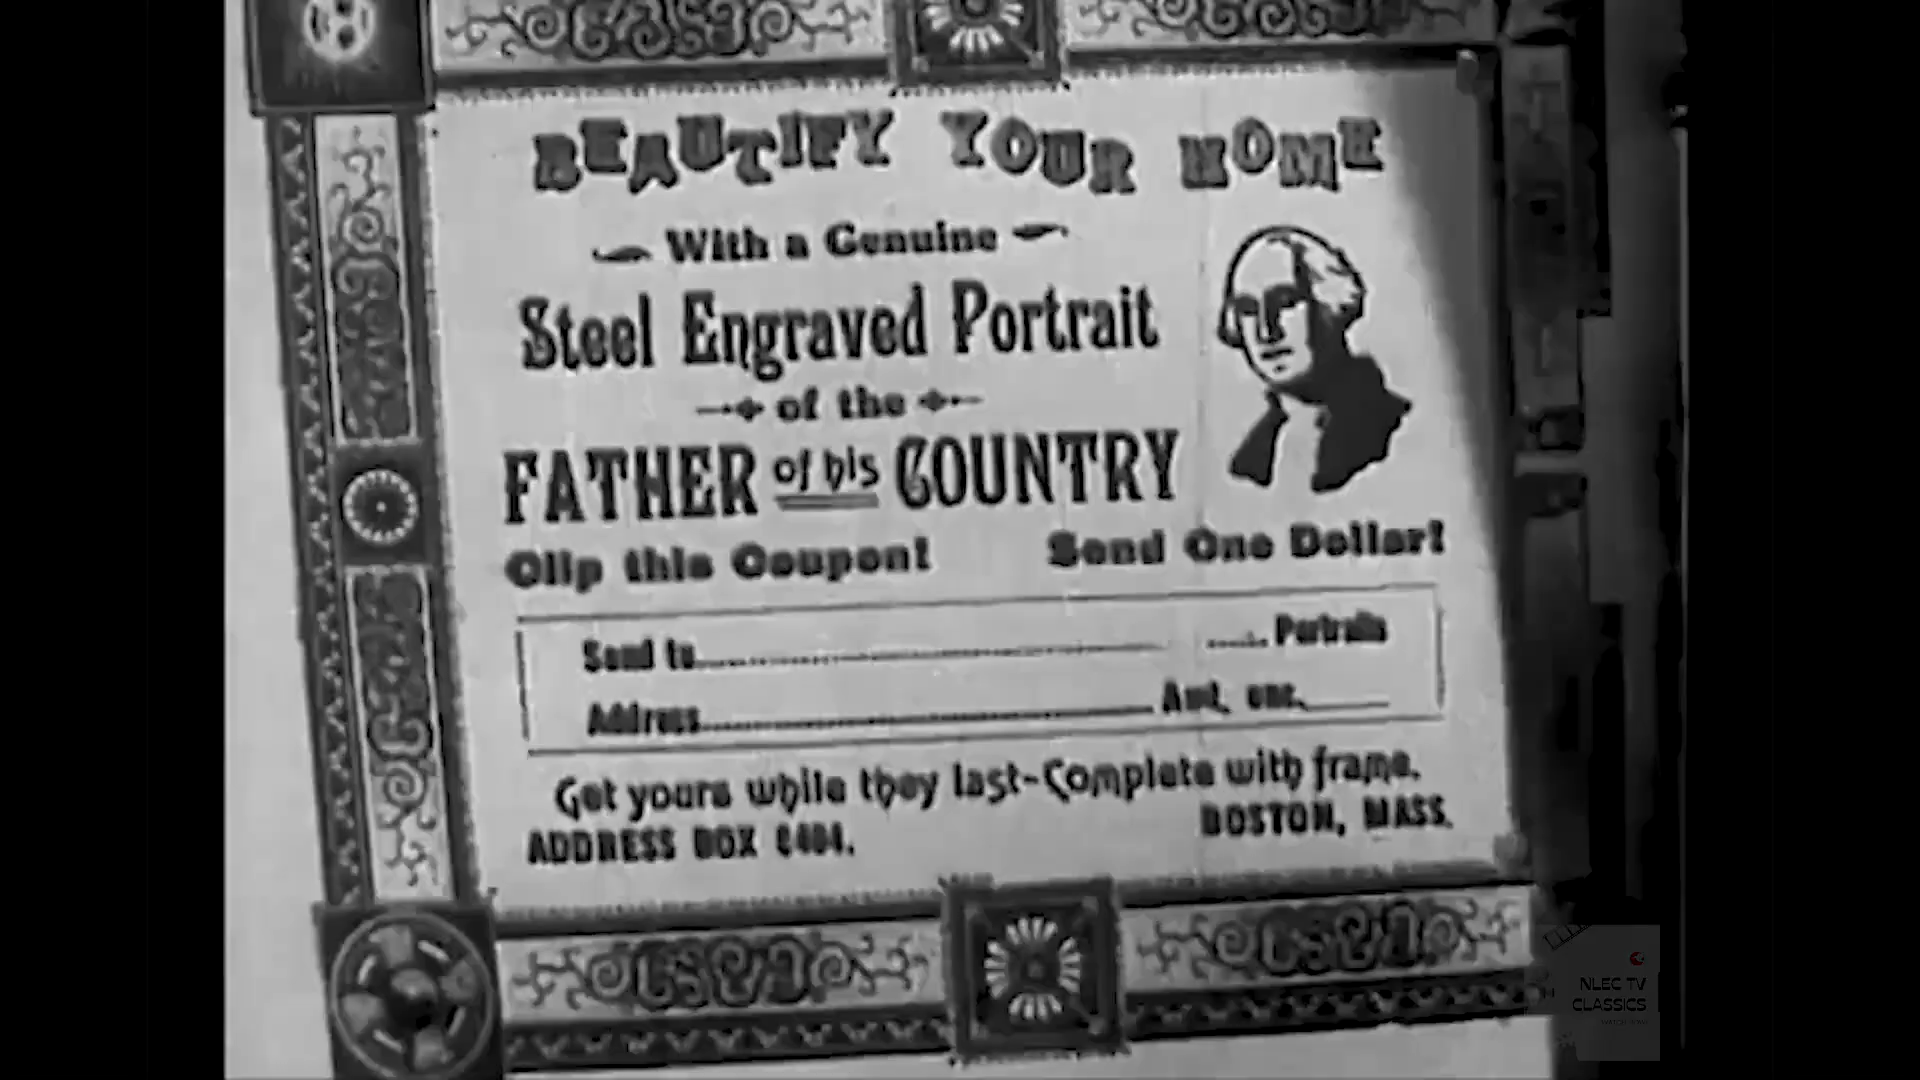 BEAUTIFY YOUR HOME
With a Genuine
Steel Engraved Portrait
of the
FATHER of his COUNTRY
Clip this Coupon! Send One Dollar!
Send to Portraits
Address Amt. enc.
Get yours while they last-Complete with frame.
ADDRESS BOX BOSTON, MASS.
NLEC TV
CLASSICS